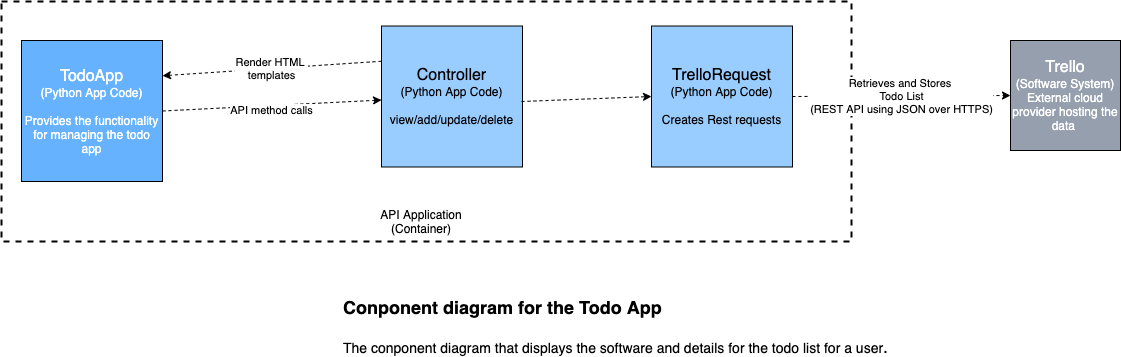 TodoApp
(Python App Code)
Provides the functionality
for managing the todo
app
Render HTML
templates
API method calls
Controller
(Python App Code)
view/add/update/delete
TrelloRequest
(Python App Code)
Creates Rest requests
Retrieves and Stores
Todo List
(REST API using JSON over HTTPS)
Trello
(Software System)
External cloud
provider hosting the
data
API Application
(Container)
Conponent diagram for the Todo App
The conponent diagram that displays the software and details for the todo list for a user.